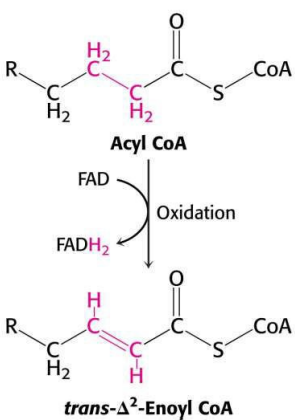 O
H₂
R C C CoA
C C S
H₂ H₂
Acyl CoA
FAD
Oxidation
FADH₂
H O
R C C CoA
C C S
H₂ H
trans-Δ²-Enoyl CoA